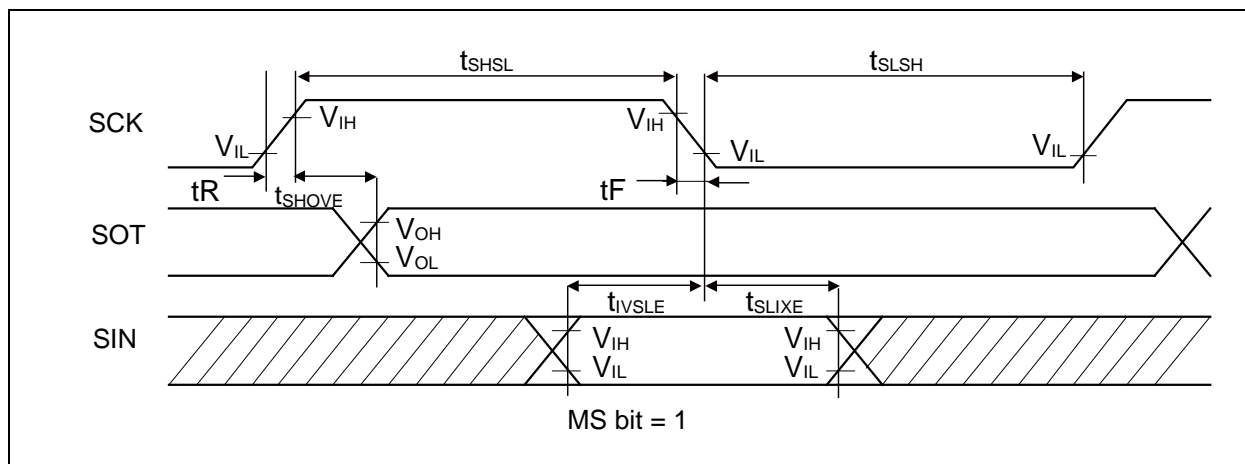 tSHSL
tSLSH
SCK
VIH
VIH
VIL
VIL
VIL
tR
tSHOVE
tF
SOT
VOH
VOL
tIVSLE
tSLIXE
SIN
VIH
VIH
VIL
VIL
MS bit = 1